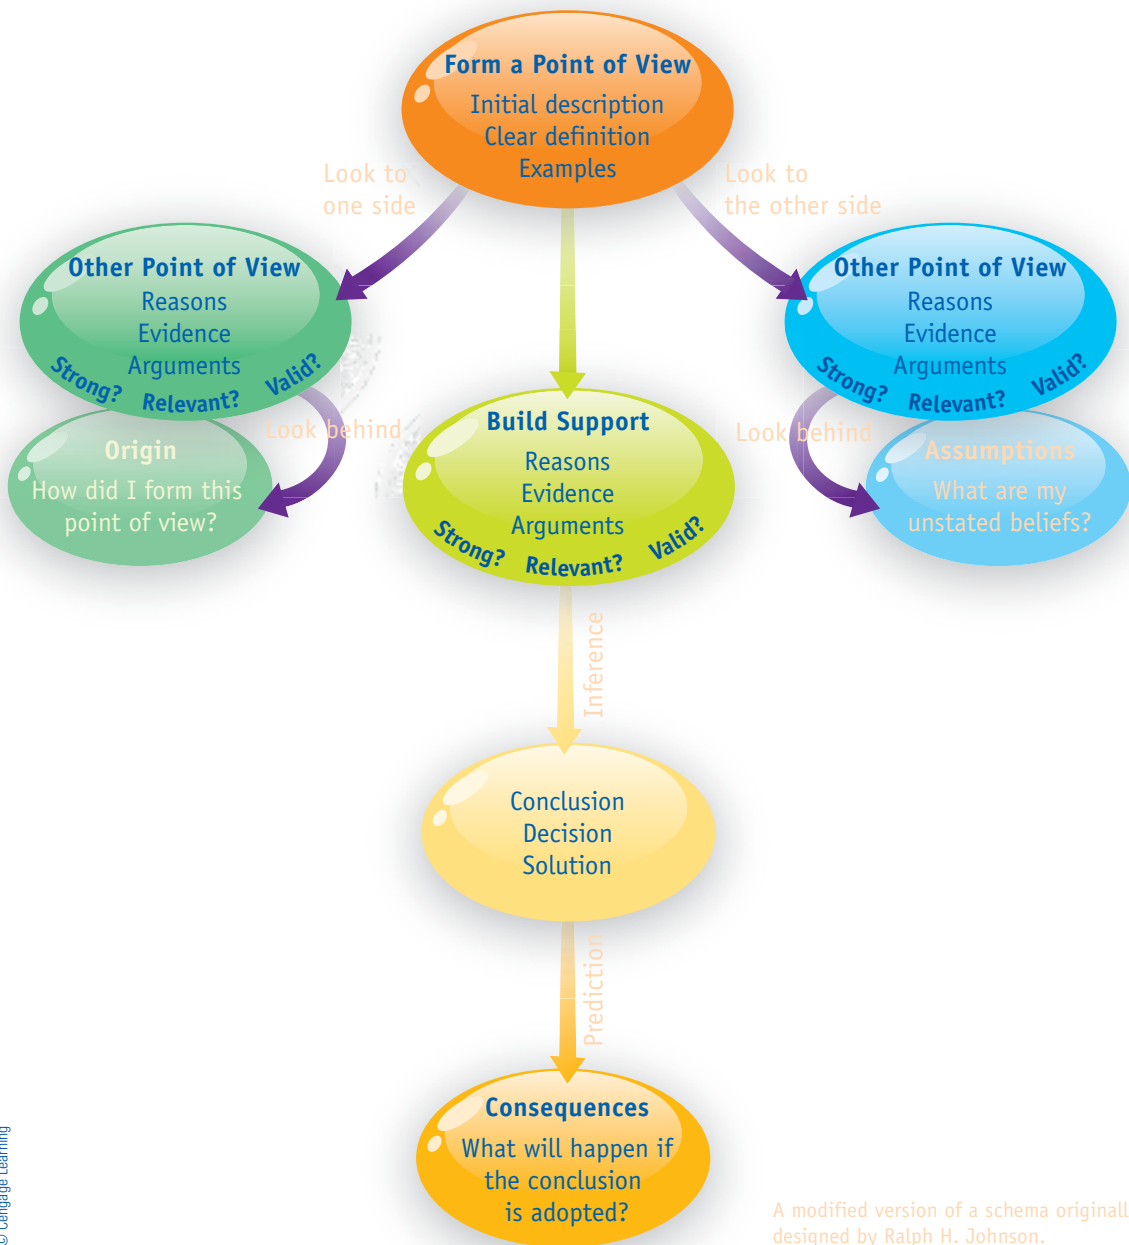 Form a Point of View
Initial description
Clear definition
Examples
Look to
one side
Look to
the other side
Other Point of View
Reasons
Evidence
Arguments
Strong? Relevant? Valid?
Other Point of View
Reasons
Evidence
Arguments
Strong? Relevant? Valid?
Look behind
Origin
How did I form this
point of view?
Build Support
Reasons
Evidence
Arguments
Strong? Relevant? Valid?
Look behind
Assumptions
What are my
unstated beliefs?
Inference
Conclusion
Decision
Solution
Prediction
Consequences
What will happen if
the conclusion
is adopted?
© Cengage Learning
A modified version of a schema originall
designed by Ralph H. Johnson.